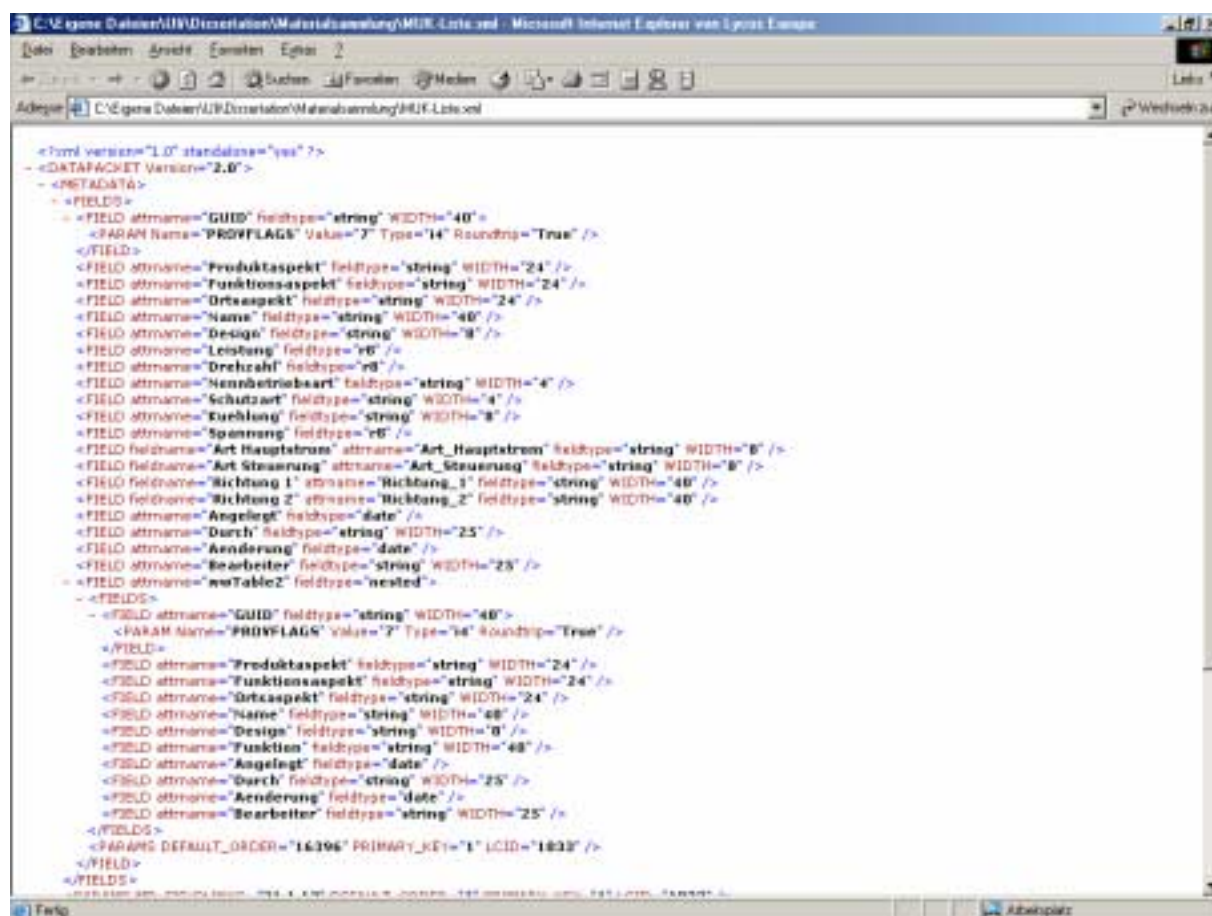 C:\Eigene Dateien\UB\Dissertation\Materialsammlung\MUK-Liste.xml - Microsoft Internet Explorer von Lycos Europe
Datei Bearbeiten Ansicht Favoriten Extras ?
Suchen Favoriten Medien Links
Adresse C:\Eigene Dateien\UB\Dissertation\Materialsammlung\MUK-Liste.xml Wechseln zu
<?xml version="1.0" standalone="yes" ?>
- <DATAPACKET Version="2.0">
- <METADATA>
- <FIELDS>
- <FIELD attrname="GUID" fieldtype="string" WIDTH="40">
<PARAM Name="PROVFLAGS" Value="7" Type="i4" Roundtrip="True" />
</FIELD>
<FIELD attrname="Produktaspekt" fieldtype="string" WIDTH="24" />
<FIELD attrname="Funktionsaspekt" fieldtype="string" WIDTH="24" />
<FIELD attrname="Ortsaspekt" fieldtype="string" WIDTH="24" />
<FIELD attrname="Name" fieldtype="string" WIDTH="40" />
<FIELD attrname="Design" fieldtype="string" WIDTH="8" />
<FIELD attrname="Leistung" fieldtype="r8" />
<FIELD attrname="Drehzahl" fieldtype="r8" />
<FIELD attrname="Nennbetriebsart" fieldtype="string" WIDTH="4" />
<FIELD attrname="Schutzart" fieldtype="string" WIDTH="4" />
<FIELD attrname="Kuehlung" fieldtype="string" WIDTH="8" />
<FIELD attrname="Spannung" fieldtype="r8" />
<FIELD fieldname="Art Hauptstrom" attrname="Art_Hauptstrom" fieldtype="string" WIDTH="8" />
<FIELD fieldname="Art Steuerung" attrname="Art_Steuerung" fieldtype="string" WIDTH="8" />
<FIELD fieldname="Richtung 1" attrname="Richtung_1" fieldtype="string" WIDTH="40" />
<FIELD fieldname="Richtung 2" attrname="Richtung_2" fieldtype="string" WIDTH="40" />
<FIELD attrname="Angelegt" fieldtype="date" />
<FIELD attrname="Durch" fieldtype="string" WIDTH="25" />
<FIELD attrname="Aenderung" fieldtype="date" />
<FIELD attrname="Bearbeiter" fieldtype="string" WIDTH="25" />
- <FIELD attrname="wwTable2" fieldtype="nested">
- <FIELDS>
- <FIELD attrname="GUID" fieldtype="string" WIDTH="40">
<PARAM Name="PROVFLAGS" Value="7" Type="i4" Roundtrip="True" />
</FIELD>
<FIELD attrname="Produktaspekt" fieldtype="string" WIDTH="24" />
<FIELD attrname="Funktionsaspekt" fieldtype="string" WIDTH="24" />
<FIELD attrname="Ortsaspekt" fieldtype="string" WIDTH="24" />
<FIELD attrname="Name" fieldtype="string" WIDTH="40" />
<FIELD attrname="Design" fieldtype="string" WIDTH="8" />
<FIELD attrname="Funktion" fieldtype="string" WIDTH="40" />
<FIELD attrname="Angelegt" fieldtype="date" />
<FIELD attrname="Durch" fieldtype="string" WIDTH="25" />
<FIELD attrname="Aenderung" fieldtype="date" />
<FIELD attrname="Bearbeiter" fieldtype="string" WIDTH="25" />
</FIELDS>
<PARAMS DEFAULT_ORDER="16396" PRIMARY_KEY="1" LCID="1033" />
</FIELD>
</FIELDS>
Fertig Arbeitsplatz